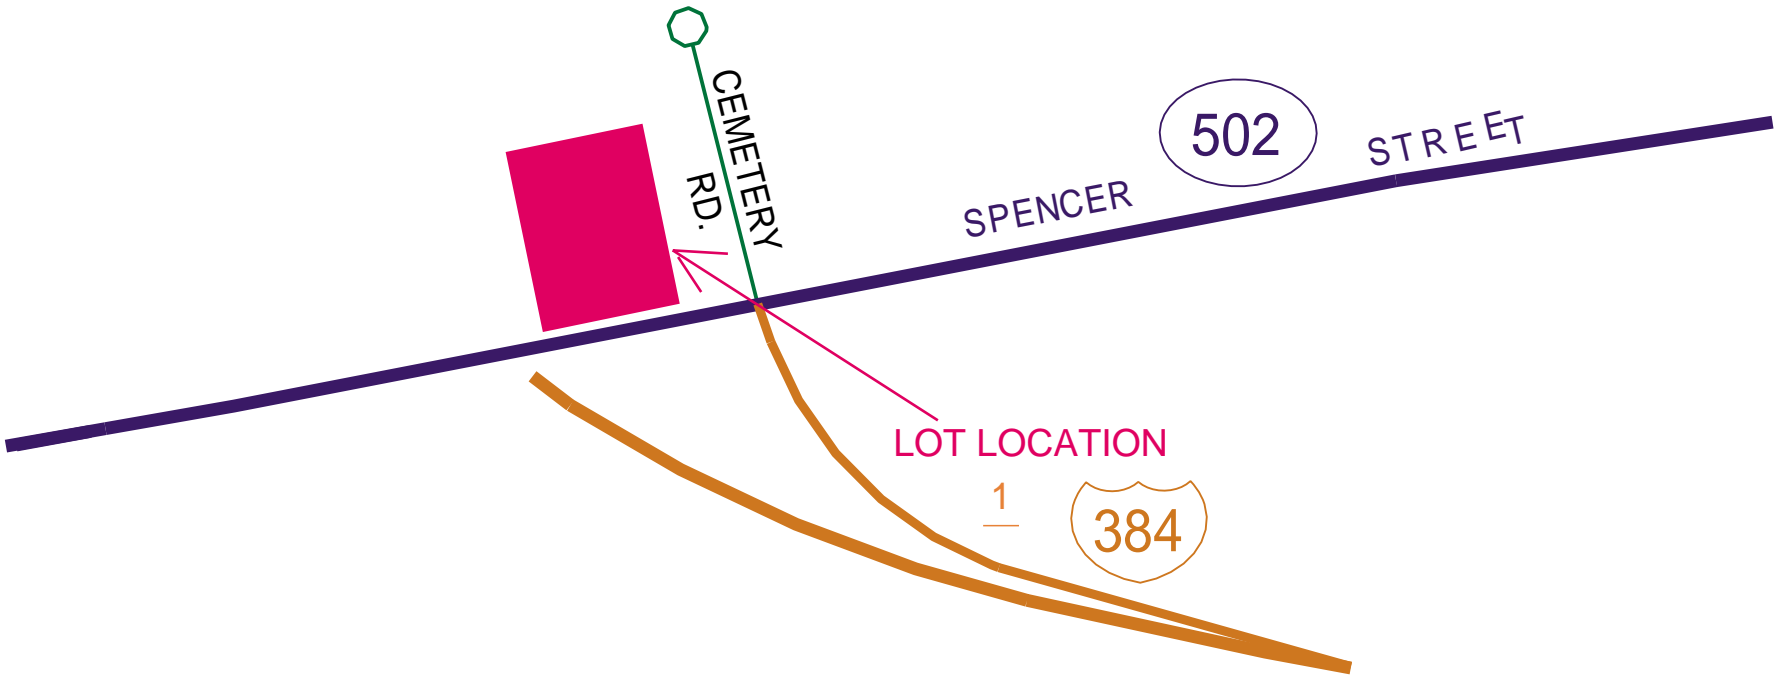 CEMETERY
RD.
502
SPENCER STREET
LOT LOCATION
1
384